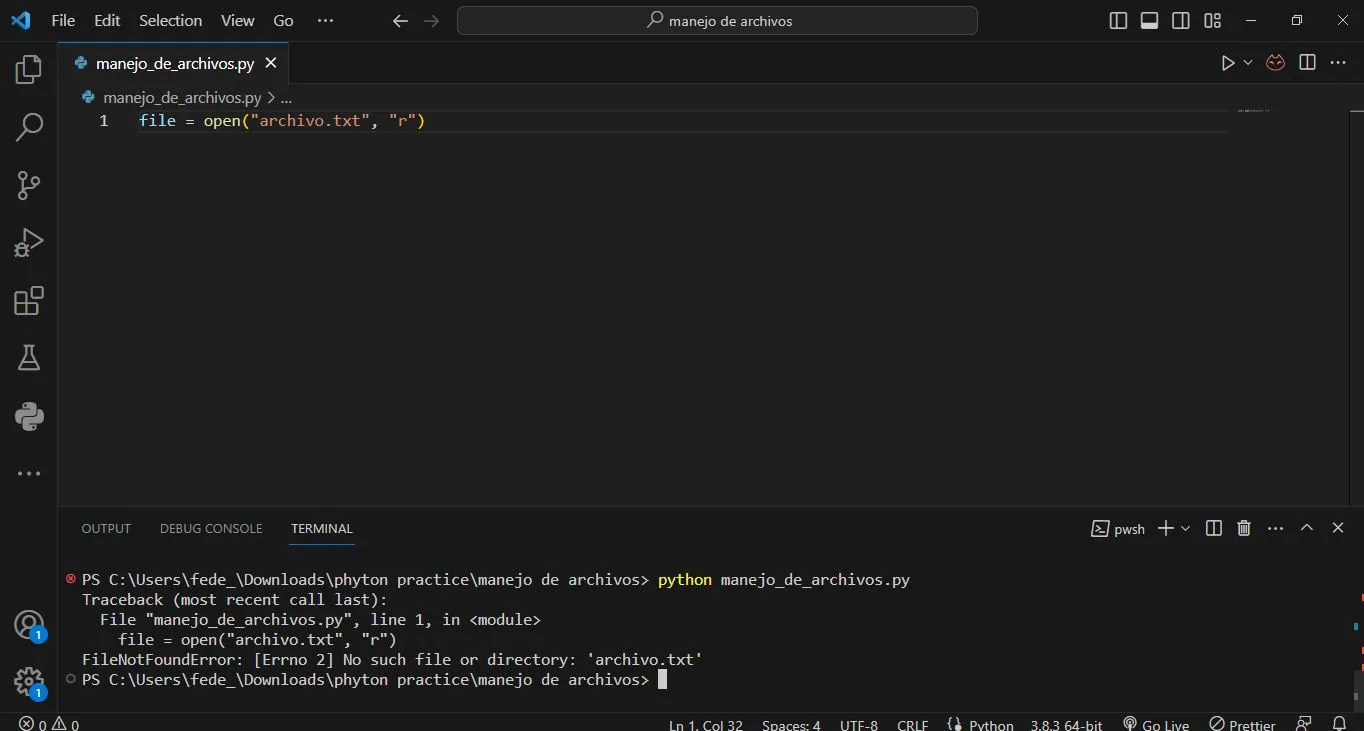 File Edit Selection View Go ··· manejo de archivos
manejo_de_archivos.py
manejo_de_archivos.py > ...
1 file = open("archivo.txt", "r")
OUTPUT DEBUG CONSOLE TERMINAL pwsh
PS C:\Users\fede_\Downloads\phyton practice\manejo de archivos> python manejo_de_archivos.py
Traceback (most recent call last):
File "manejo_de_archivos.py", line 1, in <module>
file = open("archivo.txt", "r")
FileNotFoundError: [Errno 2] No such file or directory: 'archivo.txt'
PS C:\Users\fede_\Downloads\phyton practice\manejo de archivos>
1
1
0 0 Ln 1, Col 32 Spaces: 4 UTF-8 CRLF Python 3.8.3 64-bit Go Live Prettier